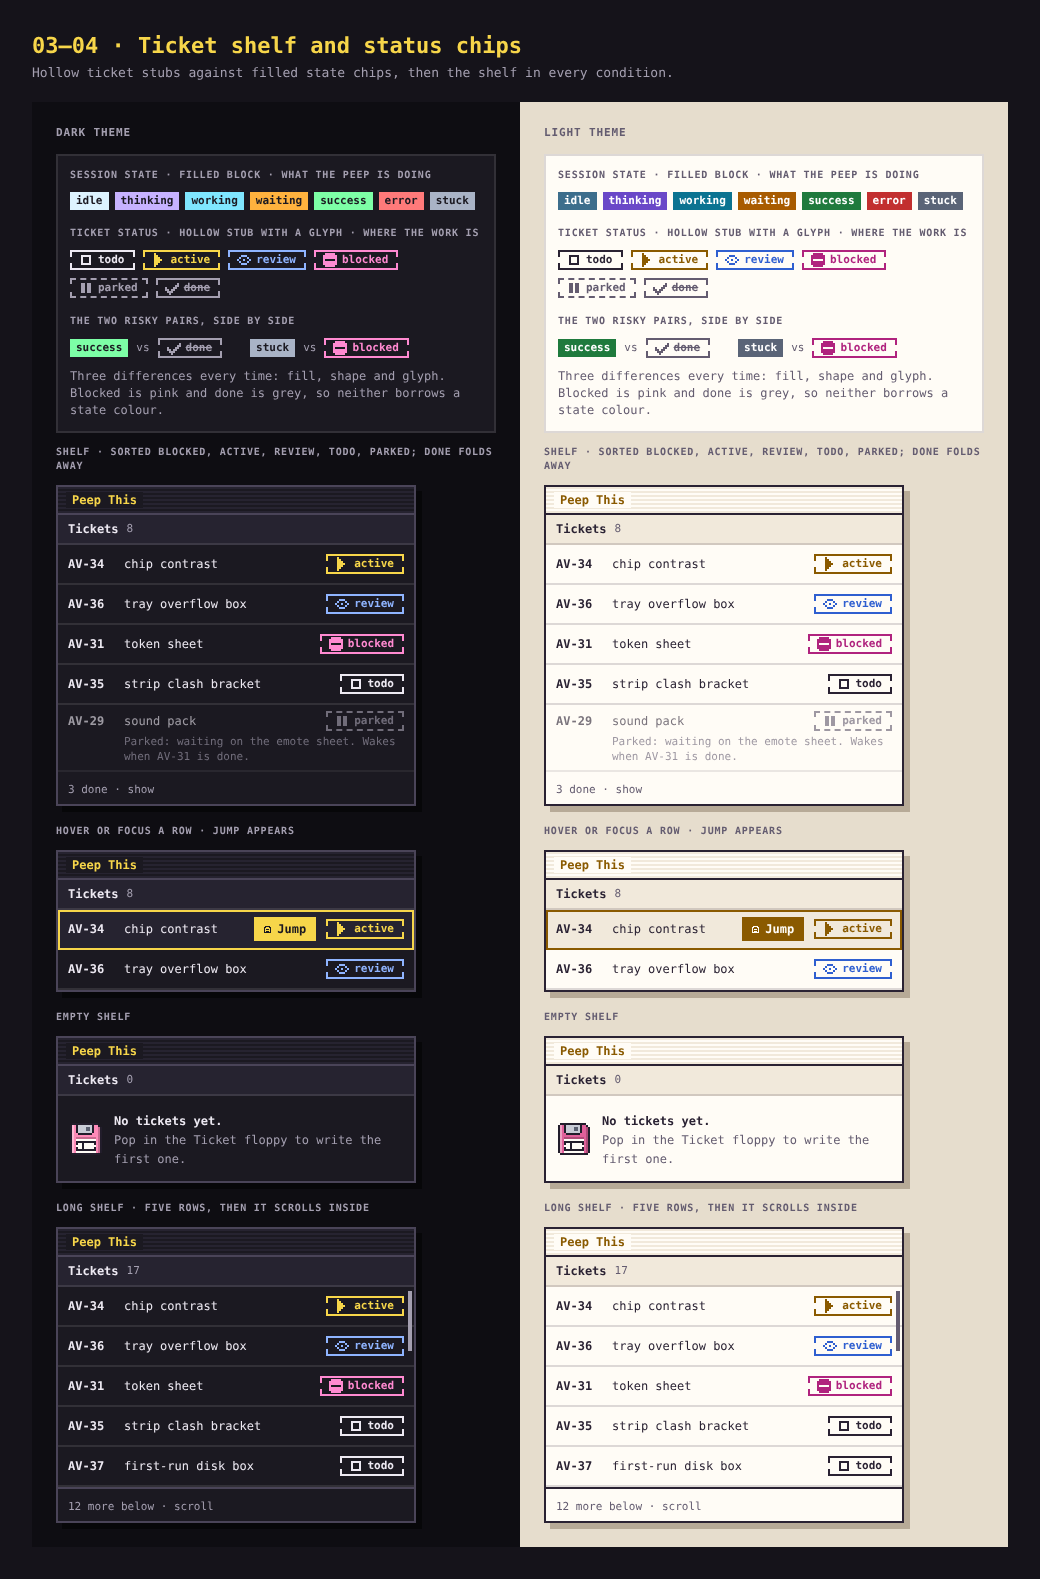 03—04 · Ticket shelf and status chips
Hollow ticket stubs against filled state chips, then the shelf in every condition.
DARK THEME
SESSION STATE · FILLED BLOCK · WHAT THE PEEP IS DOING
idle thinking working waiting success error stuck
TICKET STATUS · HOLLOW STUB WITH A GLYPH · WHERE THE WORK IS
todo active review blocked
parked done
THE TWO RISKY PAIRS, SIDE BY SIDE
success vs done stuck vs blocked
Three differences every time: fill, shape and glyph.
Blocked is pink and done is grey, so neither borrows a
state colour.
SHELF · SORTED BLOCKED, ACTIVE, REVIEW, TODO, PARKED; DONE FOLDS
AWAY
Peep This
Tickets 8
AV-34 chip contrast active
AV-36 tray overflow box review
AV-31 token sheet blocked
AV-35 strip clash bracket todo
AV-29 sound pack parked
Parked: waiting on the emote sheet. Wakes
when AV-31 is done.
3 done · show
HOVER OR FOCUS A ROW · JUMP APPEARS
Peep This
Tickets 8
AV-34 chip contrast Jump active
AV-36 tray overflow box review
EMPTY SHELF
Peep This
Tickets 0
No tickets yet.
Pop in the Ticket floppy to write the
first one.
LONG SHELF · FIVE ROWS, THEN IT SCROLLS INSIDE
Peep This
Tickets 17
AV-34 chip contrast active
AV-36 tray overflow box review
AV-31 token sheet blocked
AV-35 strip clash bracket todo
AV-37 first-run disk box todo
12 more below · scroll
LIGHT THEME
SESSION STATE · FILLED BLOCK · WHAT THE PEEP IS DOING
idle thinking working waiting success error stuck
TICKET STATUS · HOLLOW STUB WITH A GLYPH · WHERE THE WORK IS
todo active review blocked
parked done
THE TWO RISKY PAIRS, SIDE BY SIDE
success vs done stuck vs blocked
Three differences every time: fill, shape and glyph.
Blocked is pink and done is grey, so neither borrows a
state colour.
SHELF · SORTED BLOCKED, ACTIVE, REVIEW, TODO, PARKED; DONE FOLDS
AWAY
Peep This
Tickets 8
AV-34 chip contrast active
AV-36 tray overflow box review
AV-31 token sheet blocked
AV-35 strip clash bracket todo
AV-29 sound pack parked
Parked: waiting on the emote sheet. Wakes
when AV-31 is done.
3 done · show
HOVER OR FOCUS A ROW · JUMP APPEARS
Peep This
Tickets 8
AV-34 chip contrast Jump active
AV-36 tray overflow box review
EMPTY SHELF
Peep This
Tickets 0
No tickets yet.
Pop in the Ticket floppy to write the
first one.
LONG SHELF · FIVE ROWS, THEN IT SCROLLS INSIDE
Peep This
Tickets 17
AV-34 chip contrast active
AV-36 tray overflow box review
AV-31 token sheet blocked
AV-35 strip clash bracket todo
AV-37 first-run disk box todo
12 more below · scroll